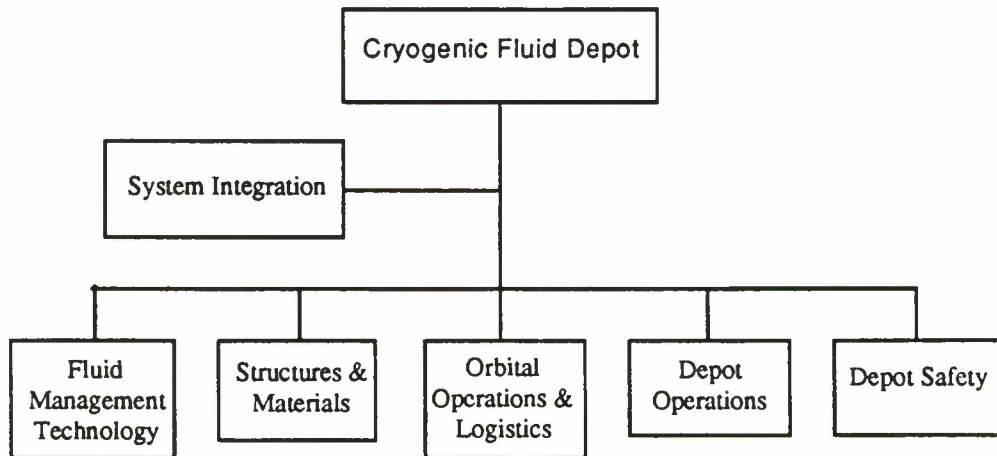 Cryogenic Fluid Depot
System Integration
Fluid
Management
Technology
Structures &
Materials
Orbital
Operations &
Logistics
Depot
Operations
Depot Safety